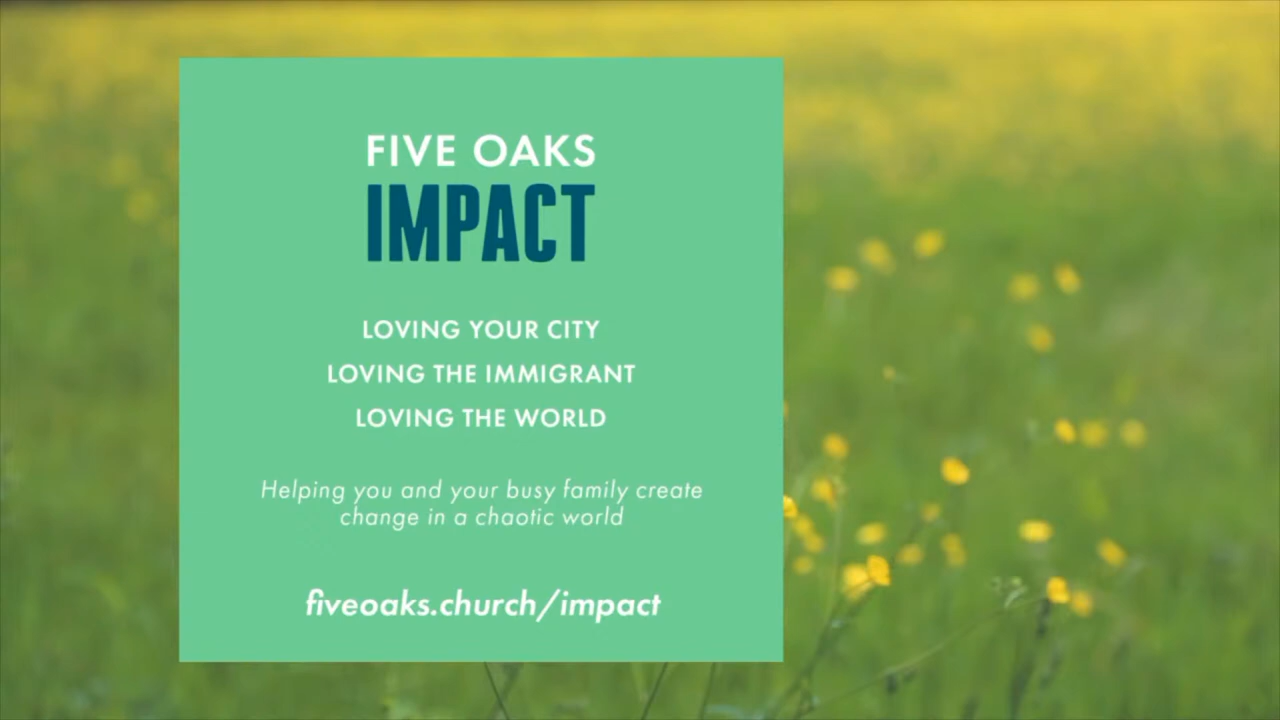 FIVE OAKS
IMPACT
LOVING YOUR CITY
LOVING THE IMMIGRANT
LOVING THE WORLD
Helping you and your busy family create
change in a chaotic world
fiveoaks.church/impact